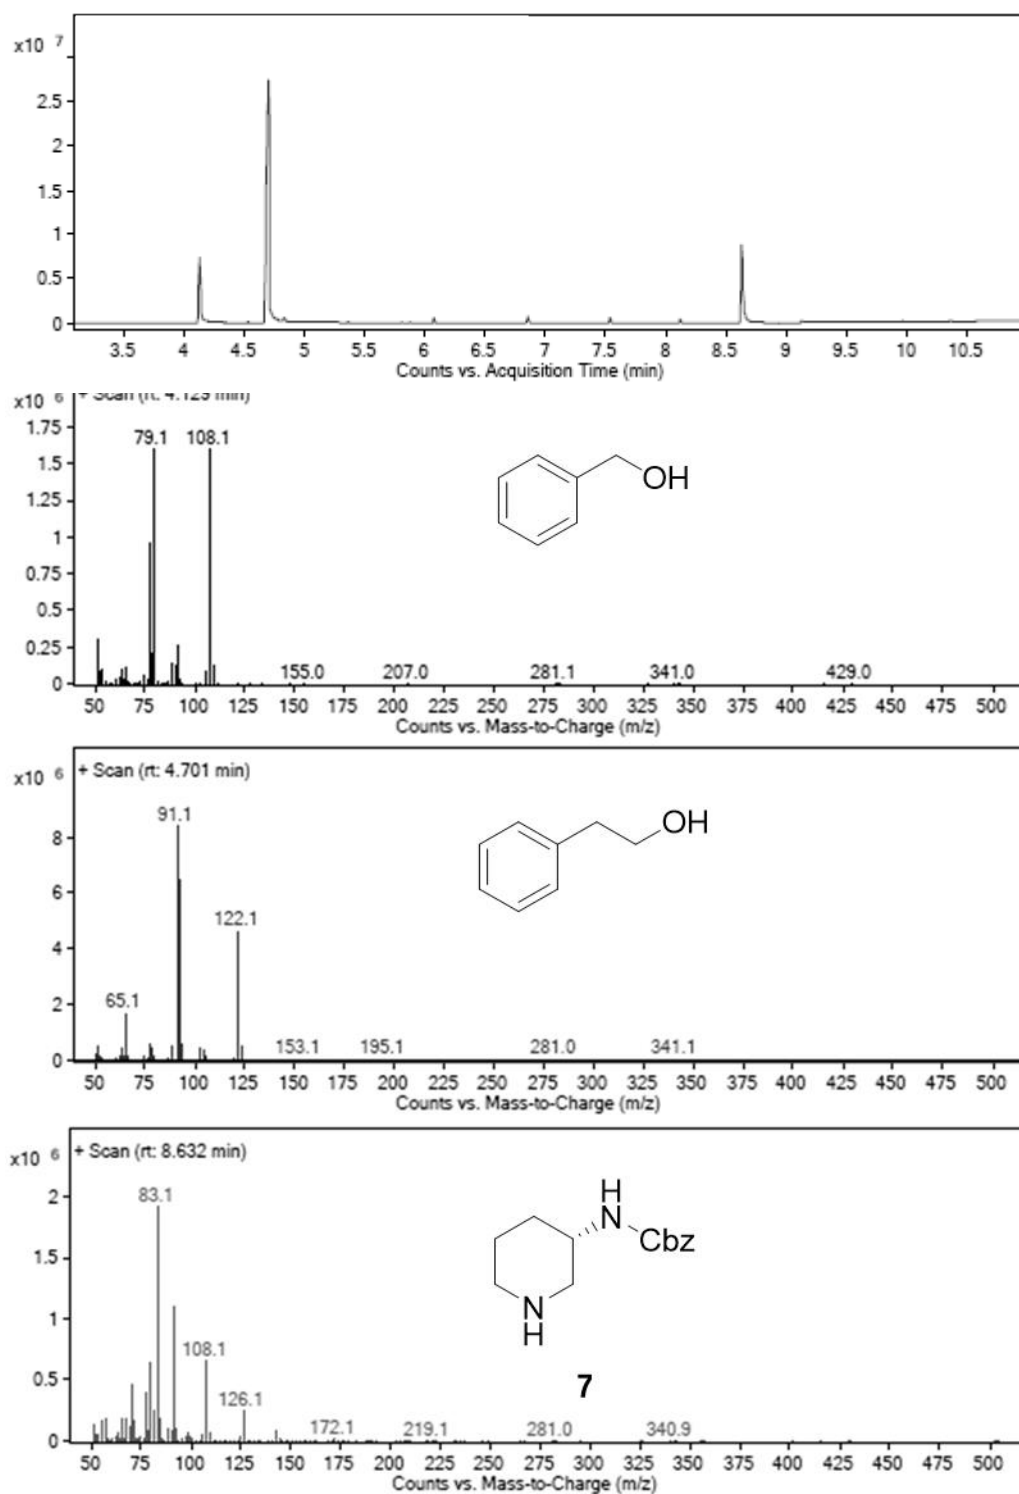 x10 7
2.5
2
1.5
1
0.5
0
3.5 4 4.5 5 5.5 6 6.5 7 7.5 8 8.5 9 9.5 10 10.5
Counts vs. Acquisition Time (min)
x10 6 + Scan (rt: 4.129 min)
1.75
1.5
1.25
1
0.75
0.5
0.25
0
79.1 108.1
OH
155.0 207.0 281.1 341.0 429.0
50 75 100 125 150 175 200 225 250 275 300 325 350 375 400 425 450 475 500
Counts vs. Mass-to-Charge (m/z)
x10 6 + Scan (rt: 4.701 min)
8
6
4
2
0
91.1
OH
122.1
65.1
153.1 195.1 281.0 341.1
50 75 100 125 150 175 200 225 250 275 300 325 350 375 400 425 450 475 500
Counts vs. Mass-to-Charge (m/z)
x10 6 + Scan (rt: 8.632 min)
2
1.5
1
0.5
0
83.1
H
N
Cbz
N
H
108.1
7
126.1
172.1 219.1 281.0 340.9
50 75 100 125 150 175 200 225 250 275 300 325 350 375 400 425 450 475 500
Counts vs. Mass-to-Charge (m/z)